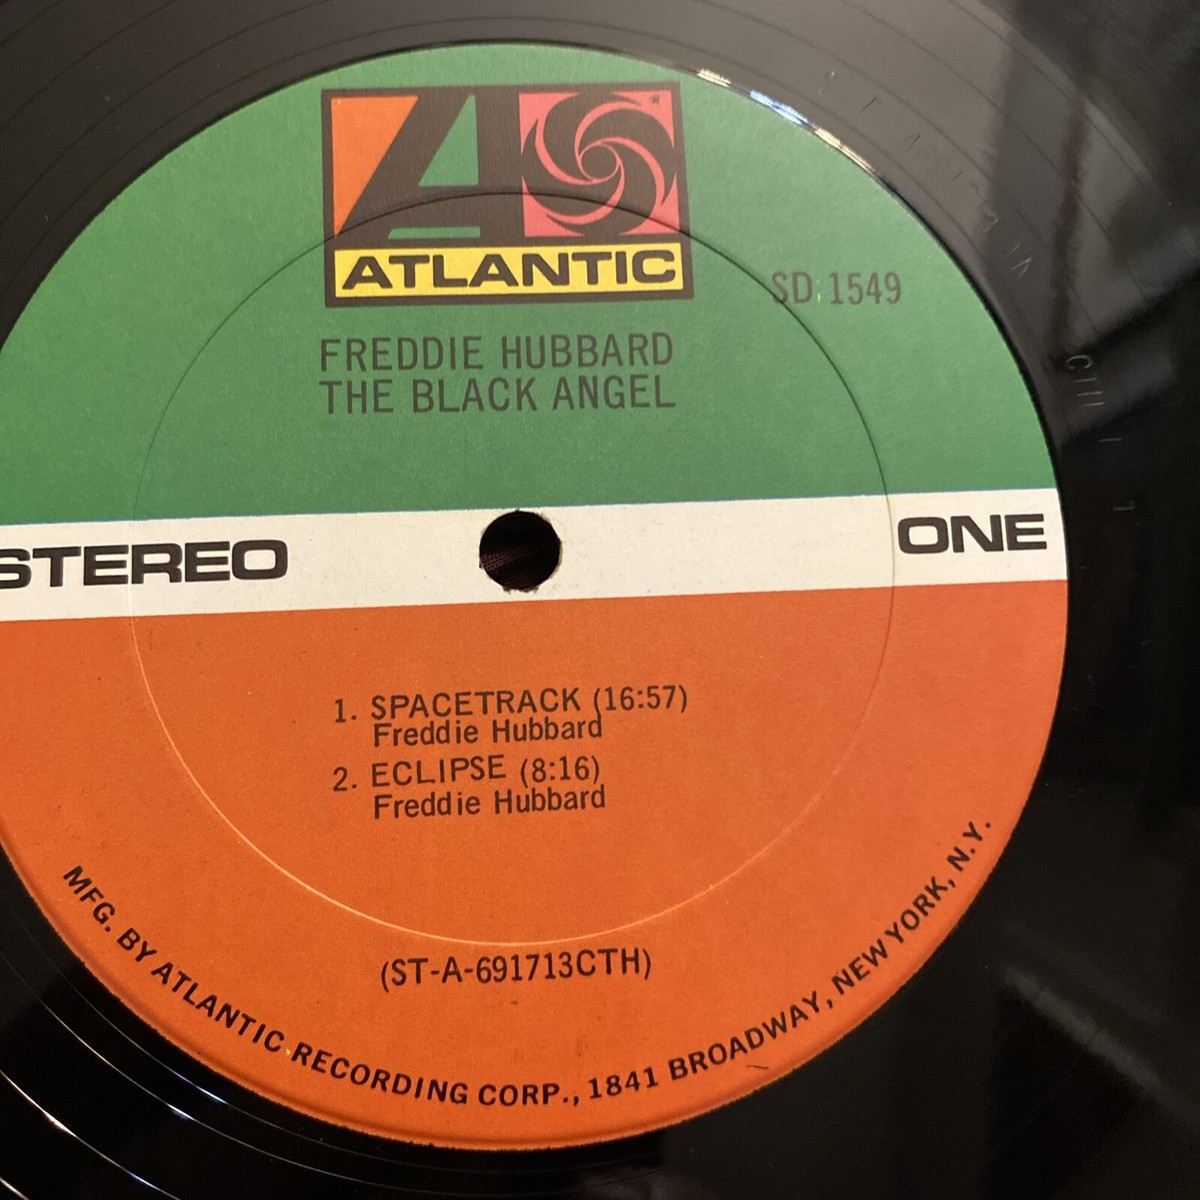 ATLANTIC
SD 1549
FREDDIE HUBBARD
THE BLACK ANGEL
STEREO
ONE
1. SPACETRACK (16:57)
Freddie Hubbard
2. ECLIPSE (8:16)
Freddie Hubbard
(ST-A-691713CTH)
MFG. BY ATLANTIC RECORDING CORP., 1841 BROADWAY, NEW YORK, N.Y.